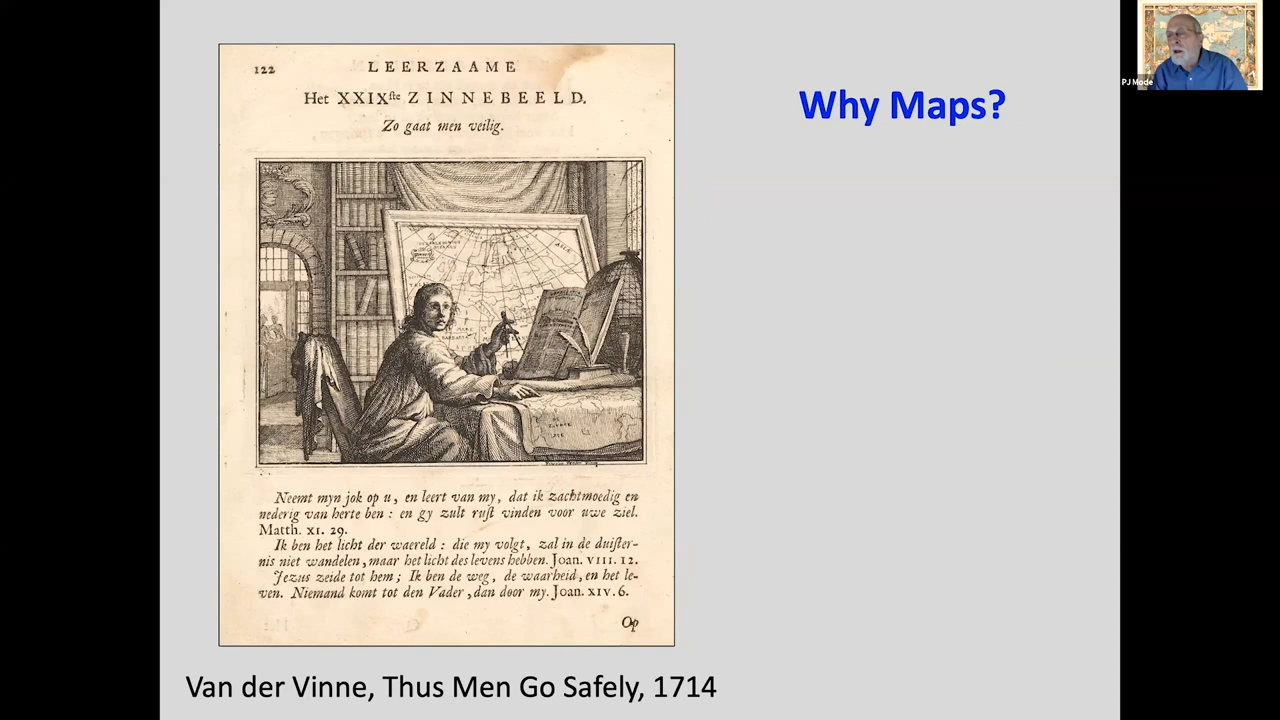 122 LEERZAAME
Het XXIXste ZINNEBEELD.
Zo gaat men veilig.
ASIA
Neemt myn jok op u, en leert van my, dat ik zachtmoedig en
nederig van herte ben : en gy zult rust vinden voor uwe ziel.
Matth. XI. 29.
Ik ben het licht der waereld : die my volgt, zal in de duister-
nis niet wandelen, maar het licht des levens hebben. Joan. VIII. 12.
Jezus zeide tot hem; Ik ben de weg, de waarheid, en het le-
ven. Niemand komt tot den Vader, dan door my. Joan. XIV. 6.
Op
Van der Vinne, Thus Men Go Safely, 1714
Why Maps?
PJ Mode